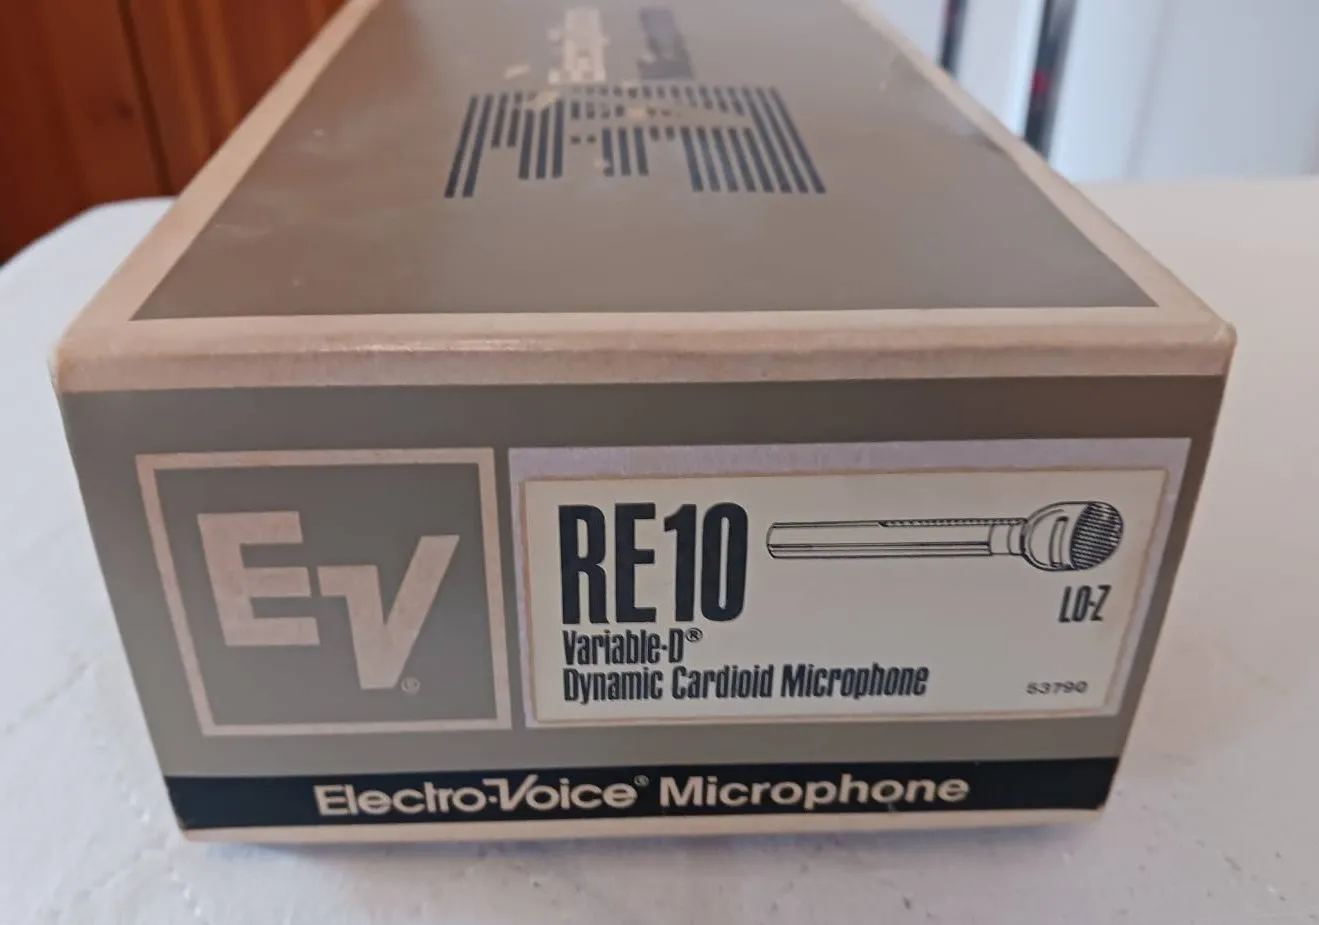 EV®
RE10
LO-Z
Variable-D®
Dynamic Cardioid Microphone
53790
Electro-Voice® Microphone